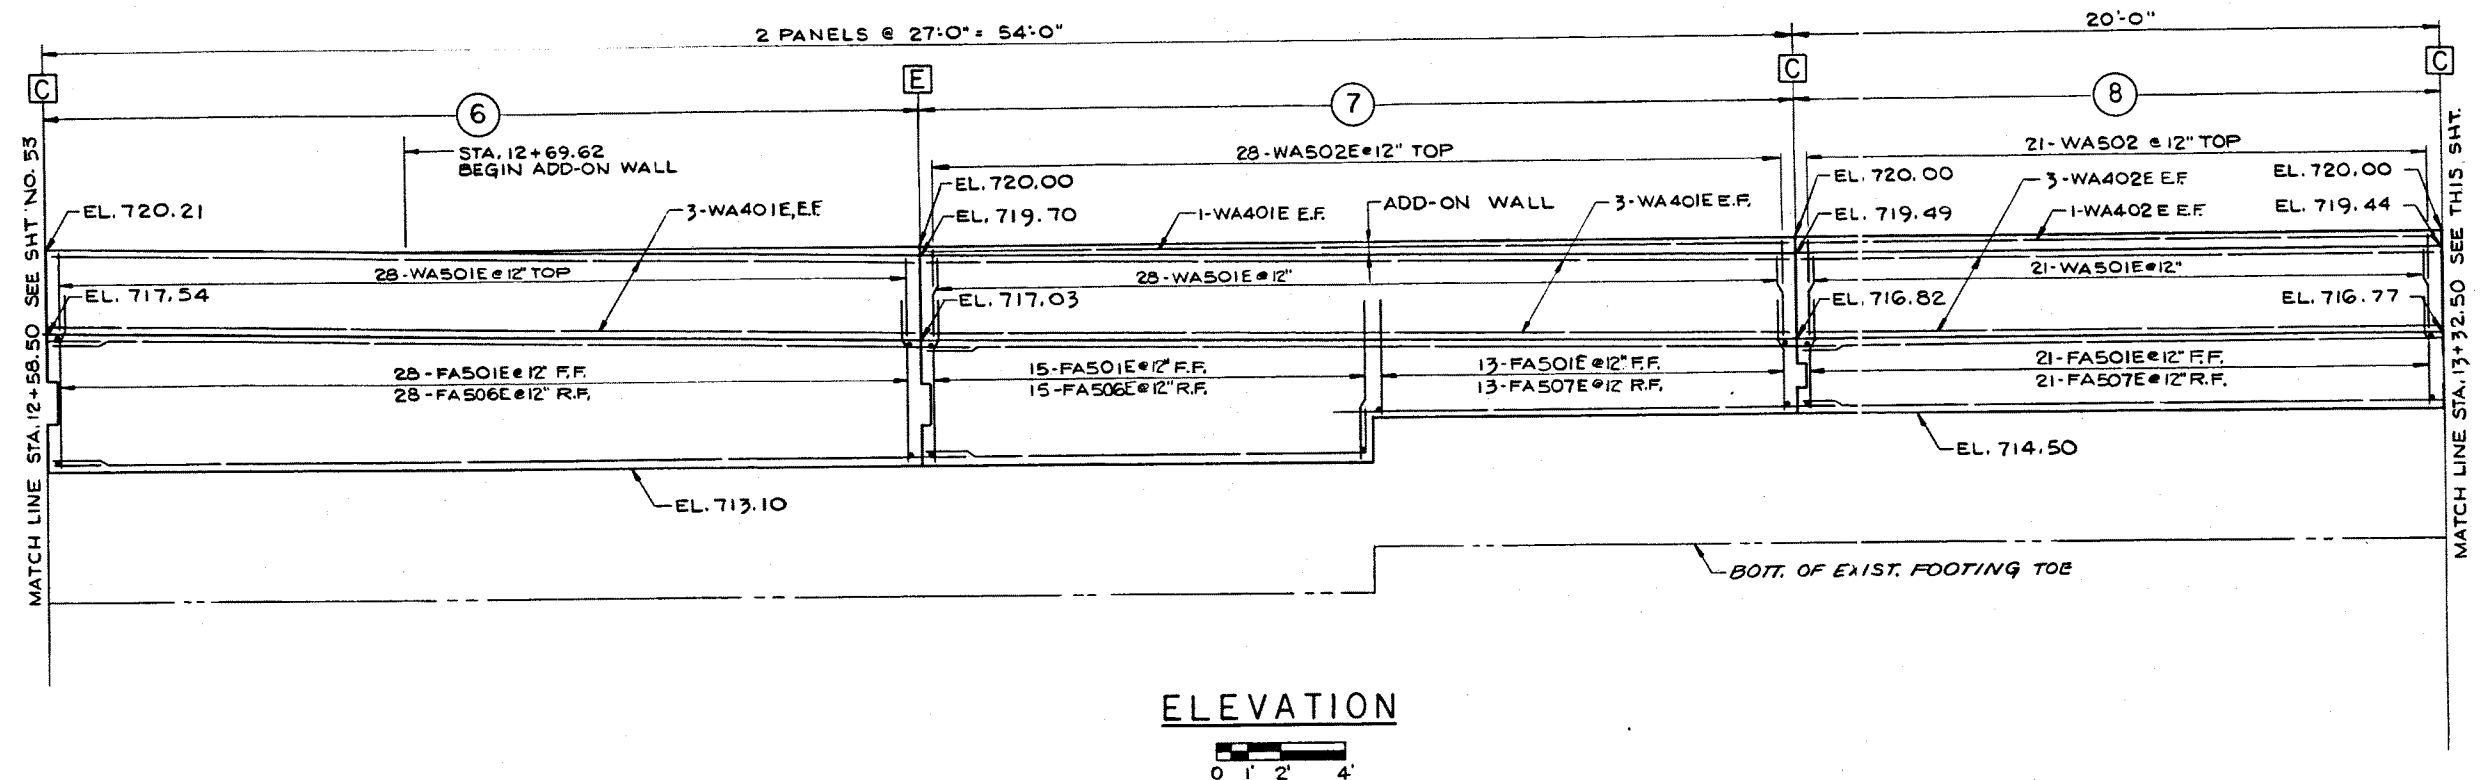 2 PANELS @ 27'-0" = 54'-0"
20'-0"
C
E
C
C
6
7
8
STA. 12+69.62
BEGIN ADD-ON WALL
28-WA502E@12" TOP
21-WA502 @ 12" TOP
EL. 720.21
3-WA401E, E.F.
EL. 720.00
EL. 719.70
1-WA401E E.F.
ADD-ON WALL
3-WA401E E.F.
EL. 720.00
EL. 719.49
3-WA402E E.F.
1-WA402E E.F.
EL. 720.00
EL. 719.44
28-WA501E@12" TOP
28-WA501E@12"
21-WA501E@12"
EL. 717.54
EL. 717.03
EL. 716.82
EL. 716.77
28-FA501E@12" F.F.
28-FA506E@12" R.F.
15-FA501E@12" F.F.
15-FA506E@12" R.F.
13-FA501E@12" F.F.
13-FA507E@12 R.F.
21-FA501E@12" F.F.
21-FA507E@12" R.F.
EL. 713.10
EL. 714.50
BOTT. OF EXIST. FOOTING TOE
MATCH LINE STA. 12+58.50 SEE SHT NO. 53
MATCH LINE STA. 13+32.50 SEE THIS SHT.
ELEVATION
0 1' 2' 4'